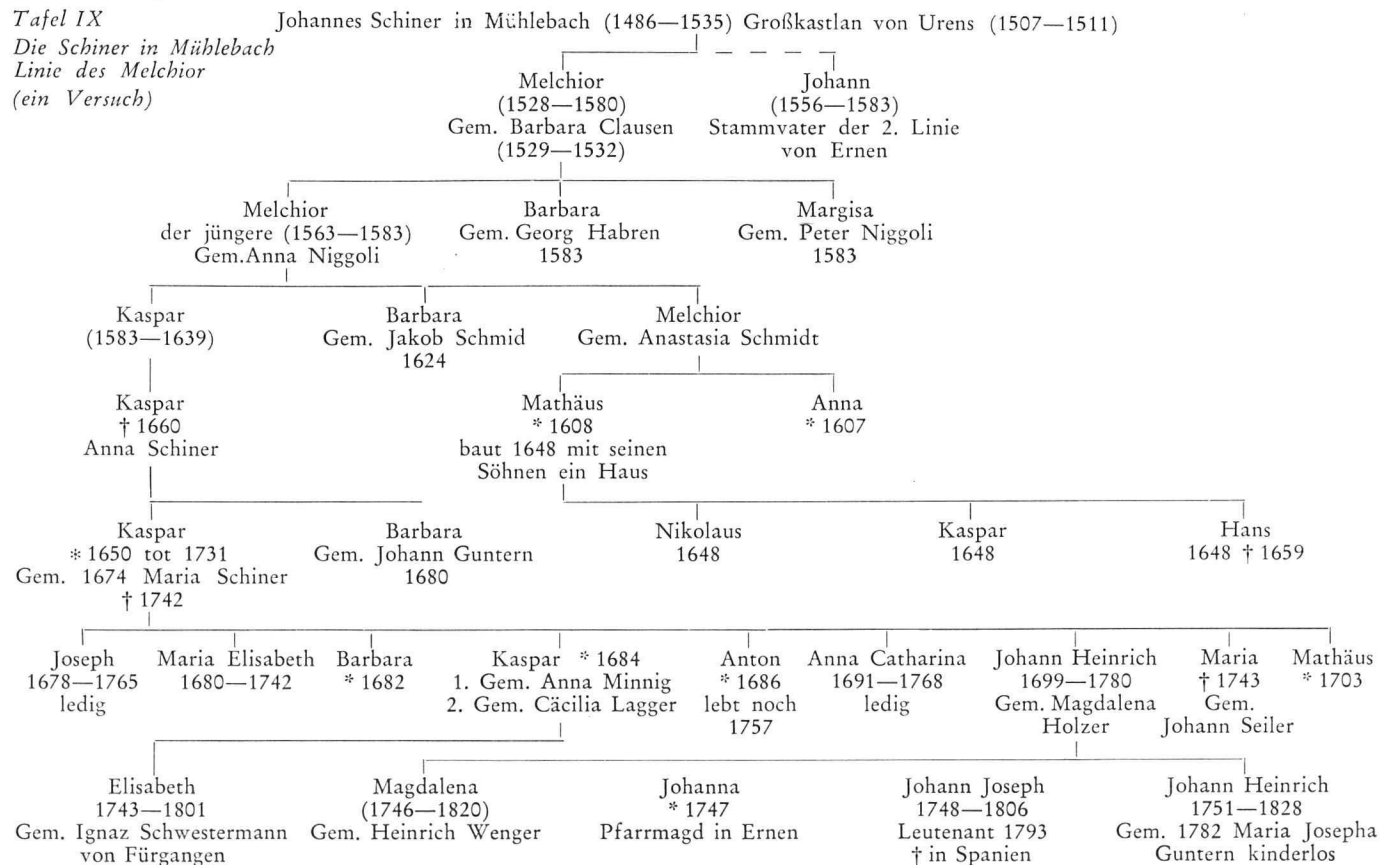 Tafel IX
Die Schiner in Mühlebach
Linie des Melchior
(ein Versuch)
Johannes Schiner in Mühlebach (1486—1535) Großkastlan von Urens (1507—1511)
Melchior
(1528—1580)
Gem. Barbara Clausen
(1529—1532)
Johann
(1556—1583)
Stammvater der 2. Linie
von Ernen
Melchior
der jüngere (1563—1583)
Gem.Anna Niggoli
Barbara
Gem. Georg Habren
1583
Margisa
Gem. Peter Niggoli
1583
Kaspar
(1583—1639)
Barbara
Gem. Jakob Schmid
1624
Melchior
Gem. Anastasia Schmidt
Kaspar
† 1660
Anna Schiner
Mathäus
* 1608
baut 1648 mit seinen
Söhnen ein Haus
Anna
* 1607
Kaspar
* 1650 tot 1731
Gem. 1674 Maria Schiner
† 1742
Barbara
Gem. Johann Guntern
1680
Nikolaus
1648
Kaspar
1648
Hans
1648 † 1659
Joseph
1678—1765
ledig
Maria Elisabeth
1680—1742
Barbara
* 1682
Kaspar * 1684
1. Gem. Anna Minnig
2. Gem. Cäcilia Lagger
Anton
* 1686
lebt noch
1757
Anna Catharina
1691—1768
ledig
Johann Heinrich
1699—1780
Gem. Magdalena
Holzer
Maria
† 1743
Gem.
Johann Seiler
Mathäus
* 1703
Elisabeth
1743—1801
Gem. Ignaz Schwestermann
von Fürgangen
Magdalena
(1746—1820)
Gem. Heinrich Wenger
Johanna
* 1747
Pfarrmagd in Ernen
Johann Joseph
1748—1806
Leutenant 1793
† in Spanien
Johann Heinrich
1751—1828
Gem. 1782 Maria Josepha
Guntern kinderlos